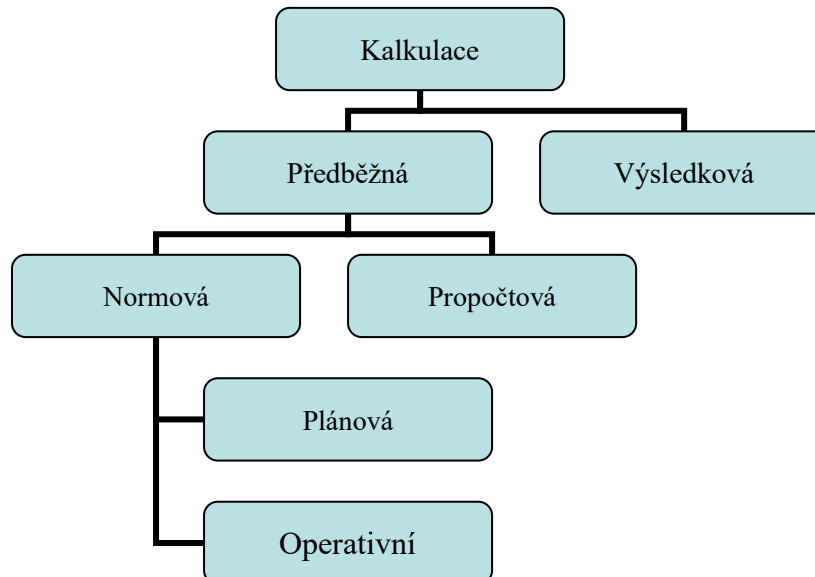 Kalkulace
Předběžná
Výsledková
Normová
Propočtová
Plánová
Operativní